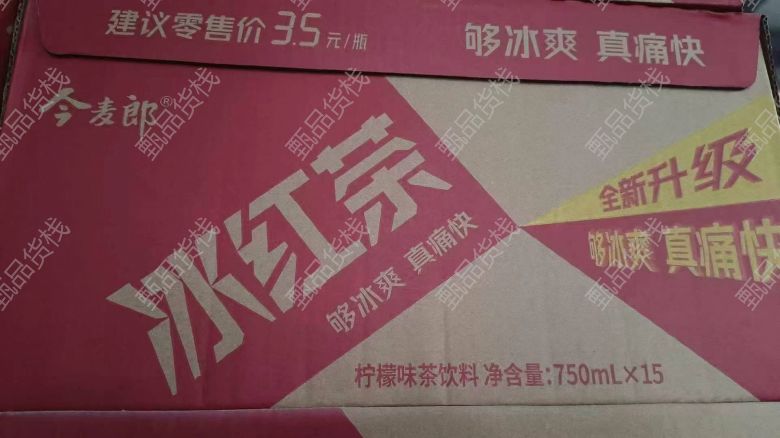 建议零售价 3.5 元/瓶 够冰爽 真痛快
今麦郎®
冰红茶
够冰爽 真痛快
全新升级
够冰爽 真痛快
柠檬味茶饮料 净含量:750mL×15
甄品货栈